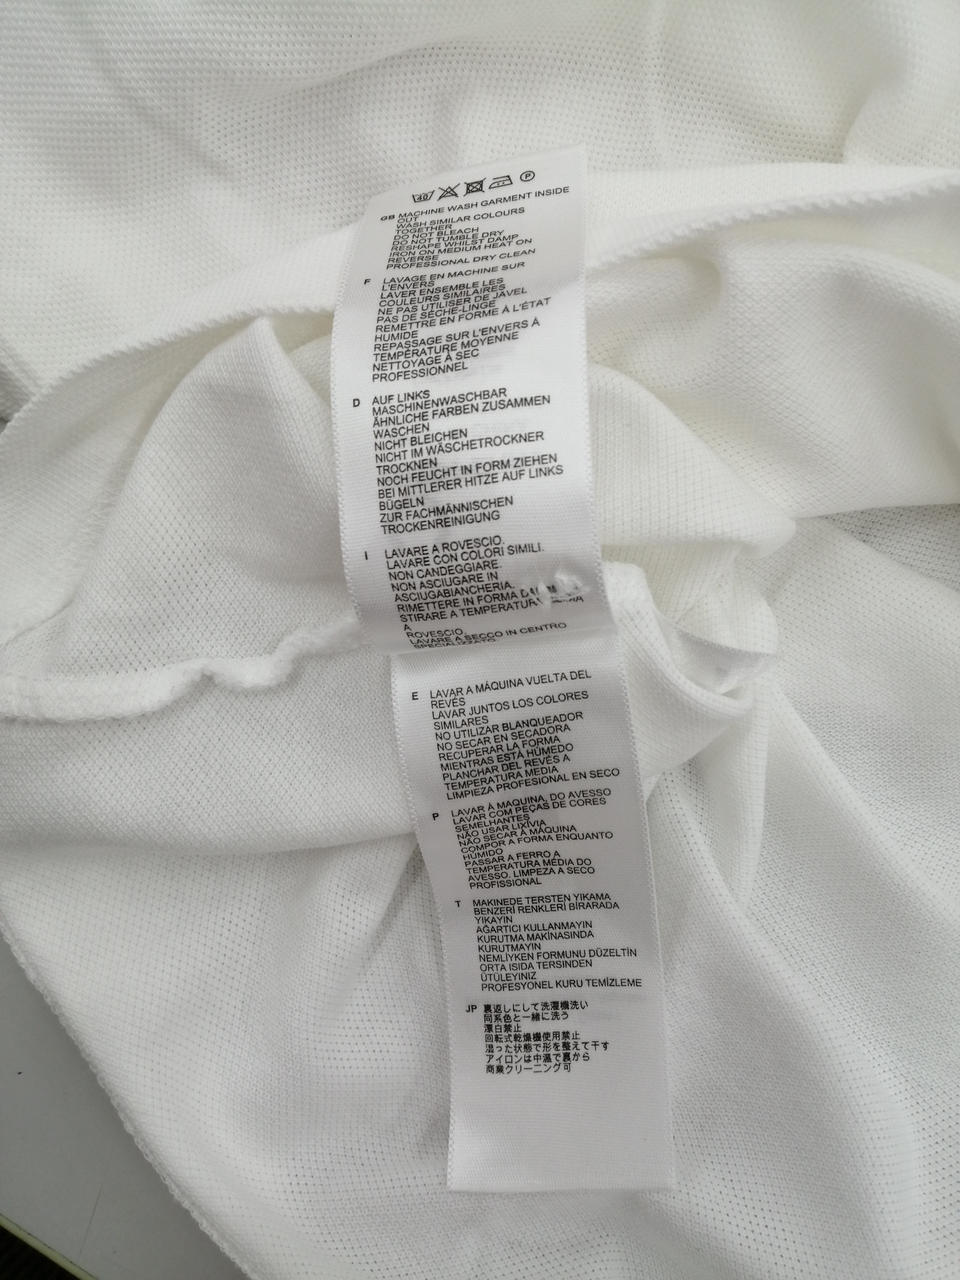 40 P
GB MACHINE WASH GARMENT INSIDE
OUT
WASH SIMILAR COLOURS
TOGETHER
DO NOT BLEACH
DO NOT TUMBLE DRY
RESHAPE WHILST DAMP
IRON ON MEDIUM HEAT ON
REVERSE
PROFESSIONAL DRY CLEAN
F LAVAGE EN MACHINE SUR
L'ENVERS
LAVER ENSEMBLE LES
COULEURS SIMILAIRES
NE PAS UTILISER DE JAVEL
PAS DE SÈCHE-LINGE
REMETTRE EN FORME À L'ÉTAT
HUMIDE
REPASSAGE SUR L'ENVERS À
TEMPÉRATURE MOYENNE
NETTOYAGE À SEC
PROFESSIONNEL
D AUF LINKS
MASCHINENWASCHBAR
ÄHNLICHE FARBEN ZUSAMMEN
WASCHEN
NICHT BLEICHEN
NICHT IM WÄSCHETROCKNER
TROCKNEN
NOCH FEUCHT IN FORM ZIEHEN
BEI MITTLERER HITZE AUF LINKS
BÜGELN
ZUR FACHMÄNNISCHEN
TROCKENREINIGUNG
I LAVARE A ROVESCIO.
LAVARE CON COLORI SIMILI.
NON CANDEGGIARE.
NON ASCIUGARE IN
ASCIUGABIANCHERIA.
RIMETTERE IN FORMA
STIRARE A
A
ROVESCIO.
LAVARE A SECCO IN CENTRO
SPECIALIZZATO.
E LAVAR A MÁQUINA VUELTA DEL
REVÉS
LAVAR JUNTOS LOS COLORES
SIMILARES
NO UTILIZAR BLANQUEADOR
NO SECAR EN SECADORA
RECUPERAR LA FORMA
MIENTRAS ESTÁ HÚMEDO
PLANCHAR DEL REVÉS A
TEMPERATURA MEDIA
LIMPIEZA PROFESIONAL EN SECO
P LAVAR À MAQUINA, DO AVESSO
LAVAR COM PEÇAS DE CORES
SEMELHANTES
NÃO USAR LIXÍVIA
NÃO SECAR À MÁQUINA
COMPOR A FORMA ENQUANTO
HÚMIDO
PASSAR A FERRO A
TEMPERATURA MÉDIA DO
AVESSO. LIMPEZA A SECO
PROFISSIONAL
T MAKINEDE TERSTEN YIKAMA
BENZERİ RENKLERİ BİRARADA
YIKAYIN
AĞARTICI KULLANMAYIN
KURUTMA MAKİNASINDA
KURUTMAYIN
NEMLİYKEN FORMUNU DÜZELTİN
ORTA ISIDA TERSINDEN
ÜTÜLEYINIZ
PROFESYONEL KURU TEMİZLEME
JP 裏返しにして洗濯機洗い
同系色と一緒に洗う
漂白禁止
回転式乾燥機使用禁止
湿った状態で形を整えて干す
アイロンは中温で裏から
商業クリーニング可